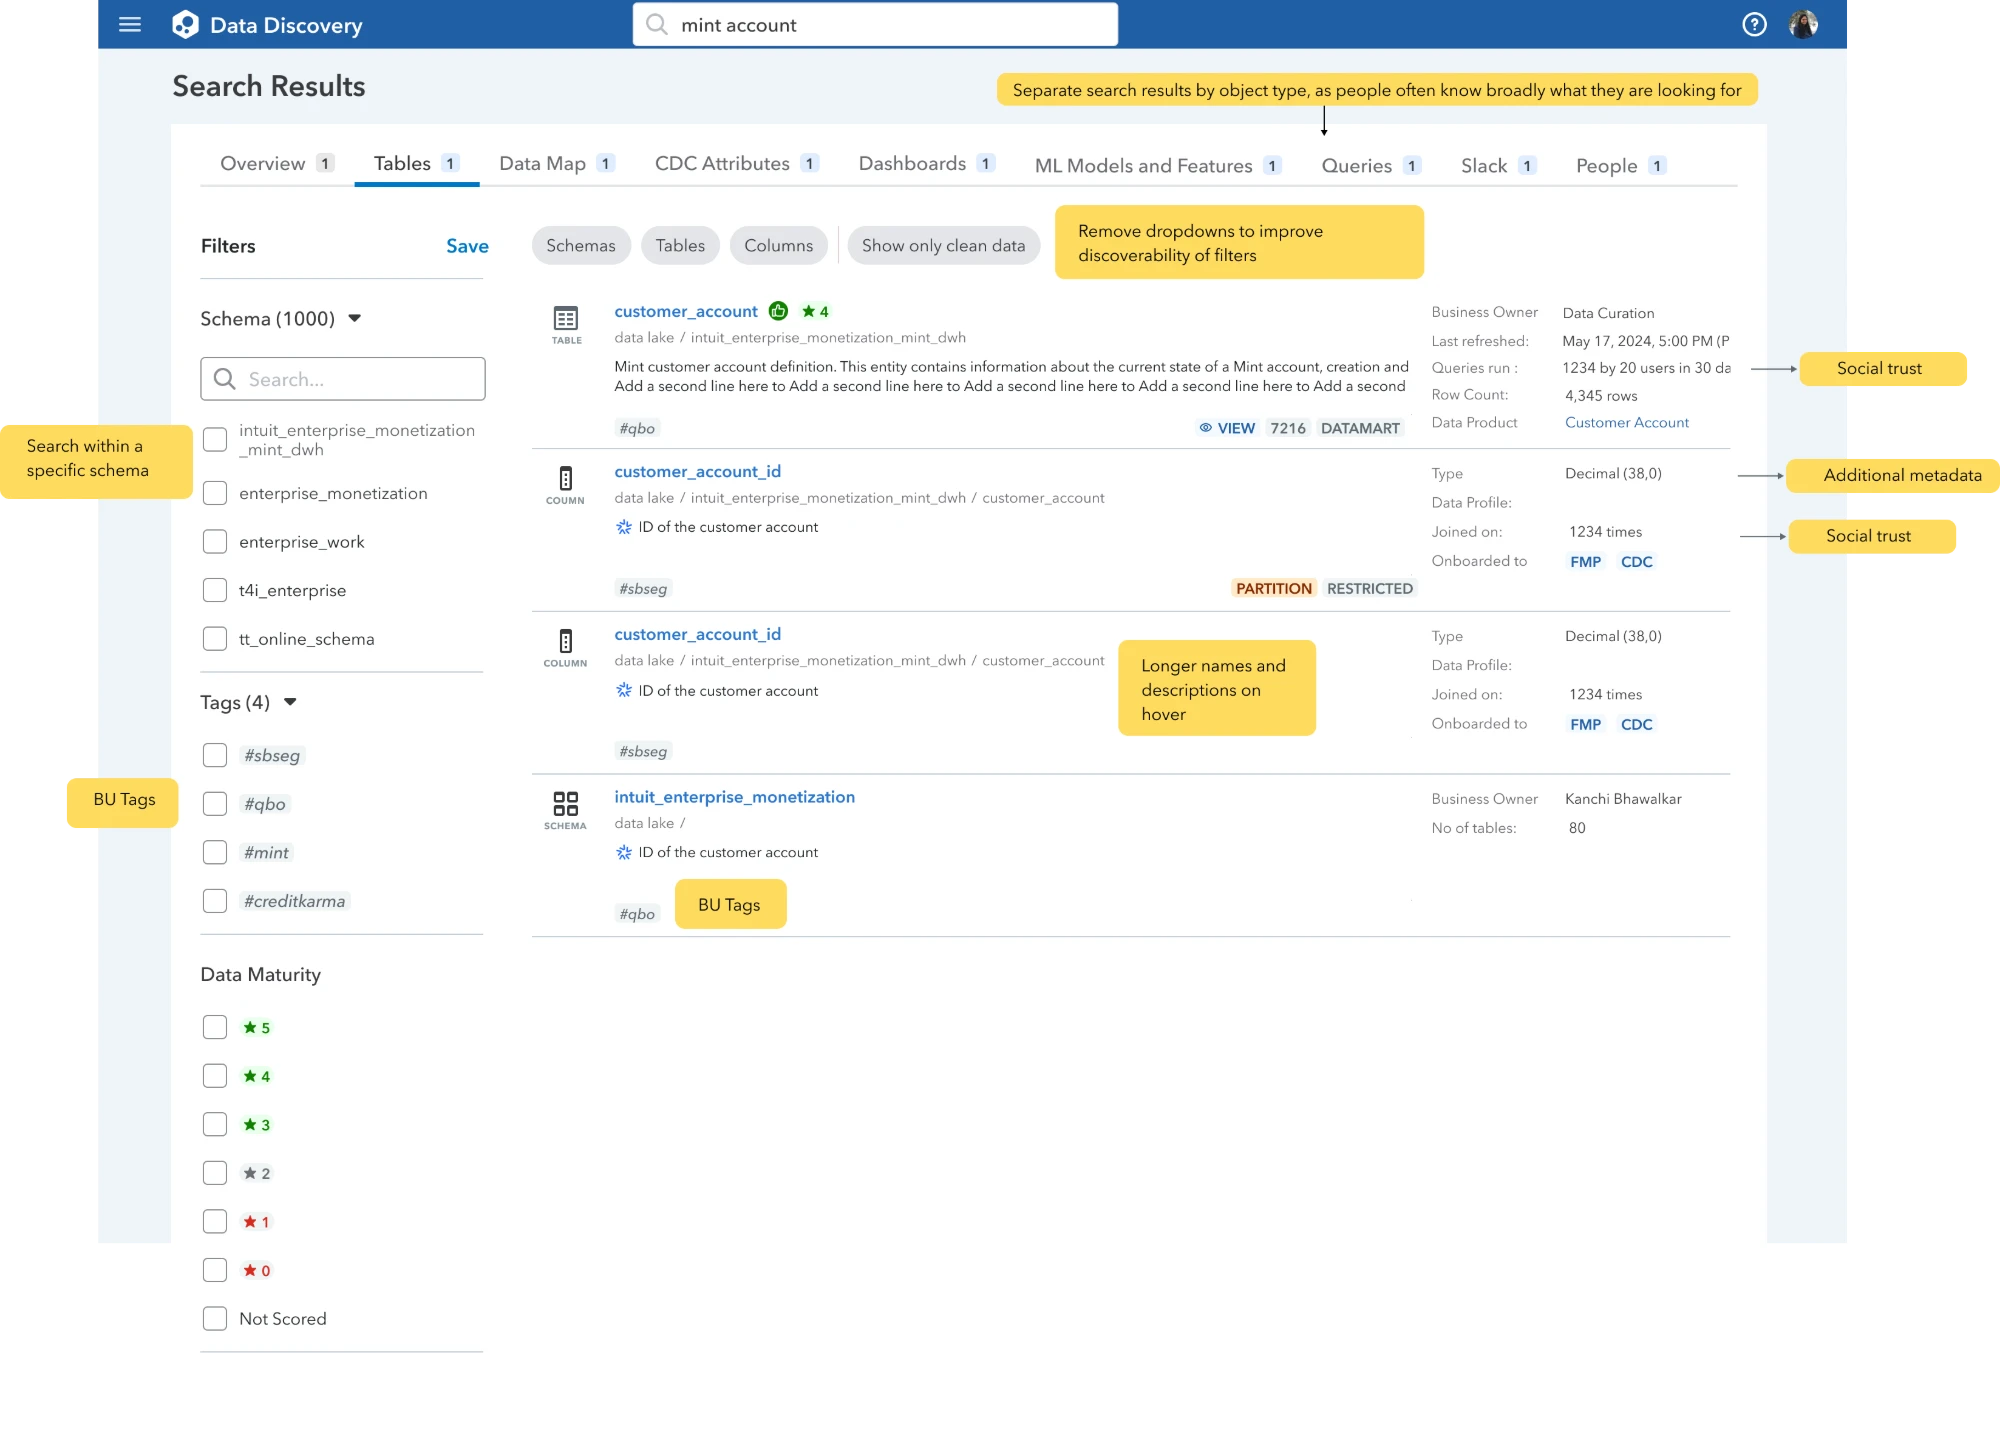 Data Discovery
mint account
Search Results
Separate search results by object type, as people often know broadly what they are looking for
Overview 1
Tables 1
Data Map 1
CDC Attributes 1
Dashboards 1
ML Models and Features 1
Queries 1
Slack 1
People 1
Filters
Save
Schema (1000)
Search...
intuit_enterprise_monetization
_mint_dwh
enterprise_monetization
enterprise_work
t4i_enterprise
tt_online_schema
Search within a
specific schema
Tags (4)
#sbseg
#qbo
#mint
#creditkarma
BU Tags
Data Maturity
5
4
3
2
1
0
Not Scored
Schemas
Tables
Columns
Show only clean data
Remove dropdowns to improve
discoverability of filters
TABLE
customer_account 4
data lake / intuit_enterprise_monetization_mint_dwh
Mint customer account definition. This entity contains information about the current state of a Mint account, creation and
Add a second line here to Add a second line here to Add a second line here to Add a second line here to Add a second
#qbo
VIEW 7216 DATAMART
Business Owner Data Curation
Last refreshed: May 17, 2024, 5:00 PM (P
Queries run : 1234 by 20 users in 30 da
Row Count: 4,345 rows
Data Product Customer Account
Social trust
COUMN
customer_account_id
data lake / intuit_enterprise_monetization_mint_dwh / customer_account
ID of the customer account
#sbseg
PARTITION RESTRICTED
Type Decimal (38,0)
Data Profile:
Joined on: 1234 times
Onboarded to FMP CDC
Additional metadata
Social trust
COLUMN
customer_account_id
data lake / intuit_enterprise_monetization_mint_dwh / customer_account
ID of the customer account
#sbseg
Longer names and
descriptions on
hover
Type Decimal (38,0)
Data Profile:
Joined on: 1234 times
Onboarded to FMP CDC
SCHEMA
intuit_enterprise_monetization
data lake /
ID of the customer account
#qbo
BU Tags
Business Owner Kanchi Bhawalkar
No of tables: 80